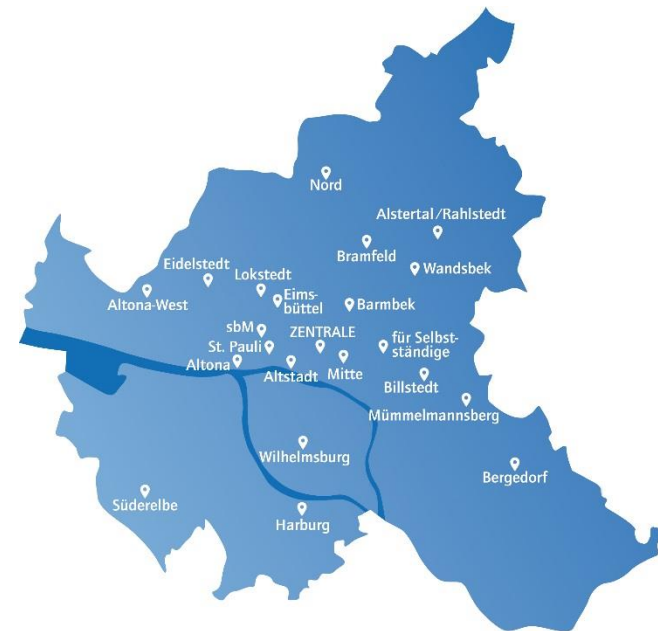 Nord
Alstertal/Rahlstedt
Bramfeld
Wandsbek
Eidelstedt
Lokstedt
Eims-
büttel
Altona-West
Barmbek
sbM
ZENTRALE
für Selbst-
ständige
St. Pauli
Altona
Altstadt
Mitte
Billstedt
Mümmelmannsberg
Wilhelmsburg
Bergedorf
Süderelbe
Harburg